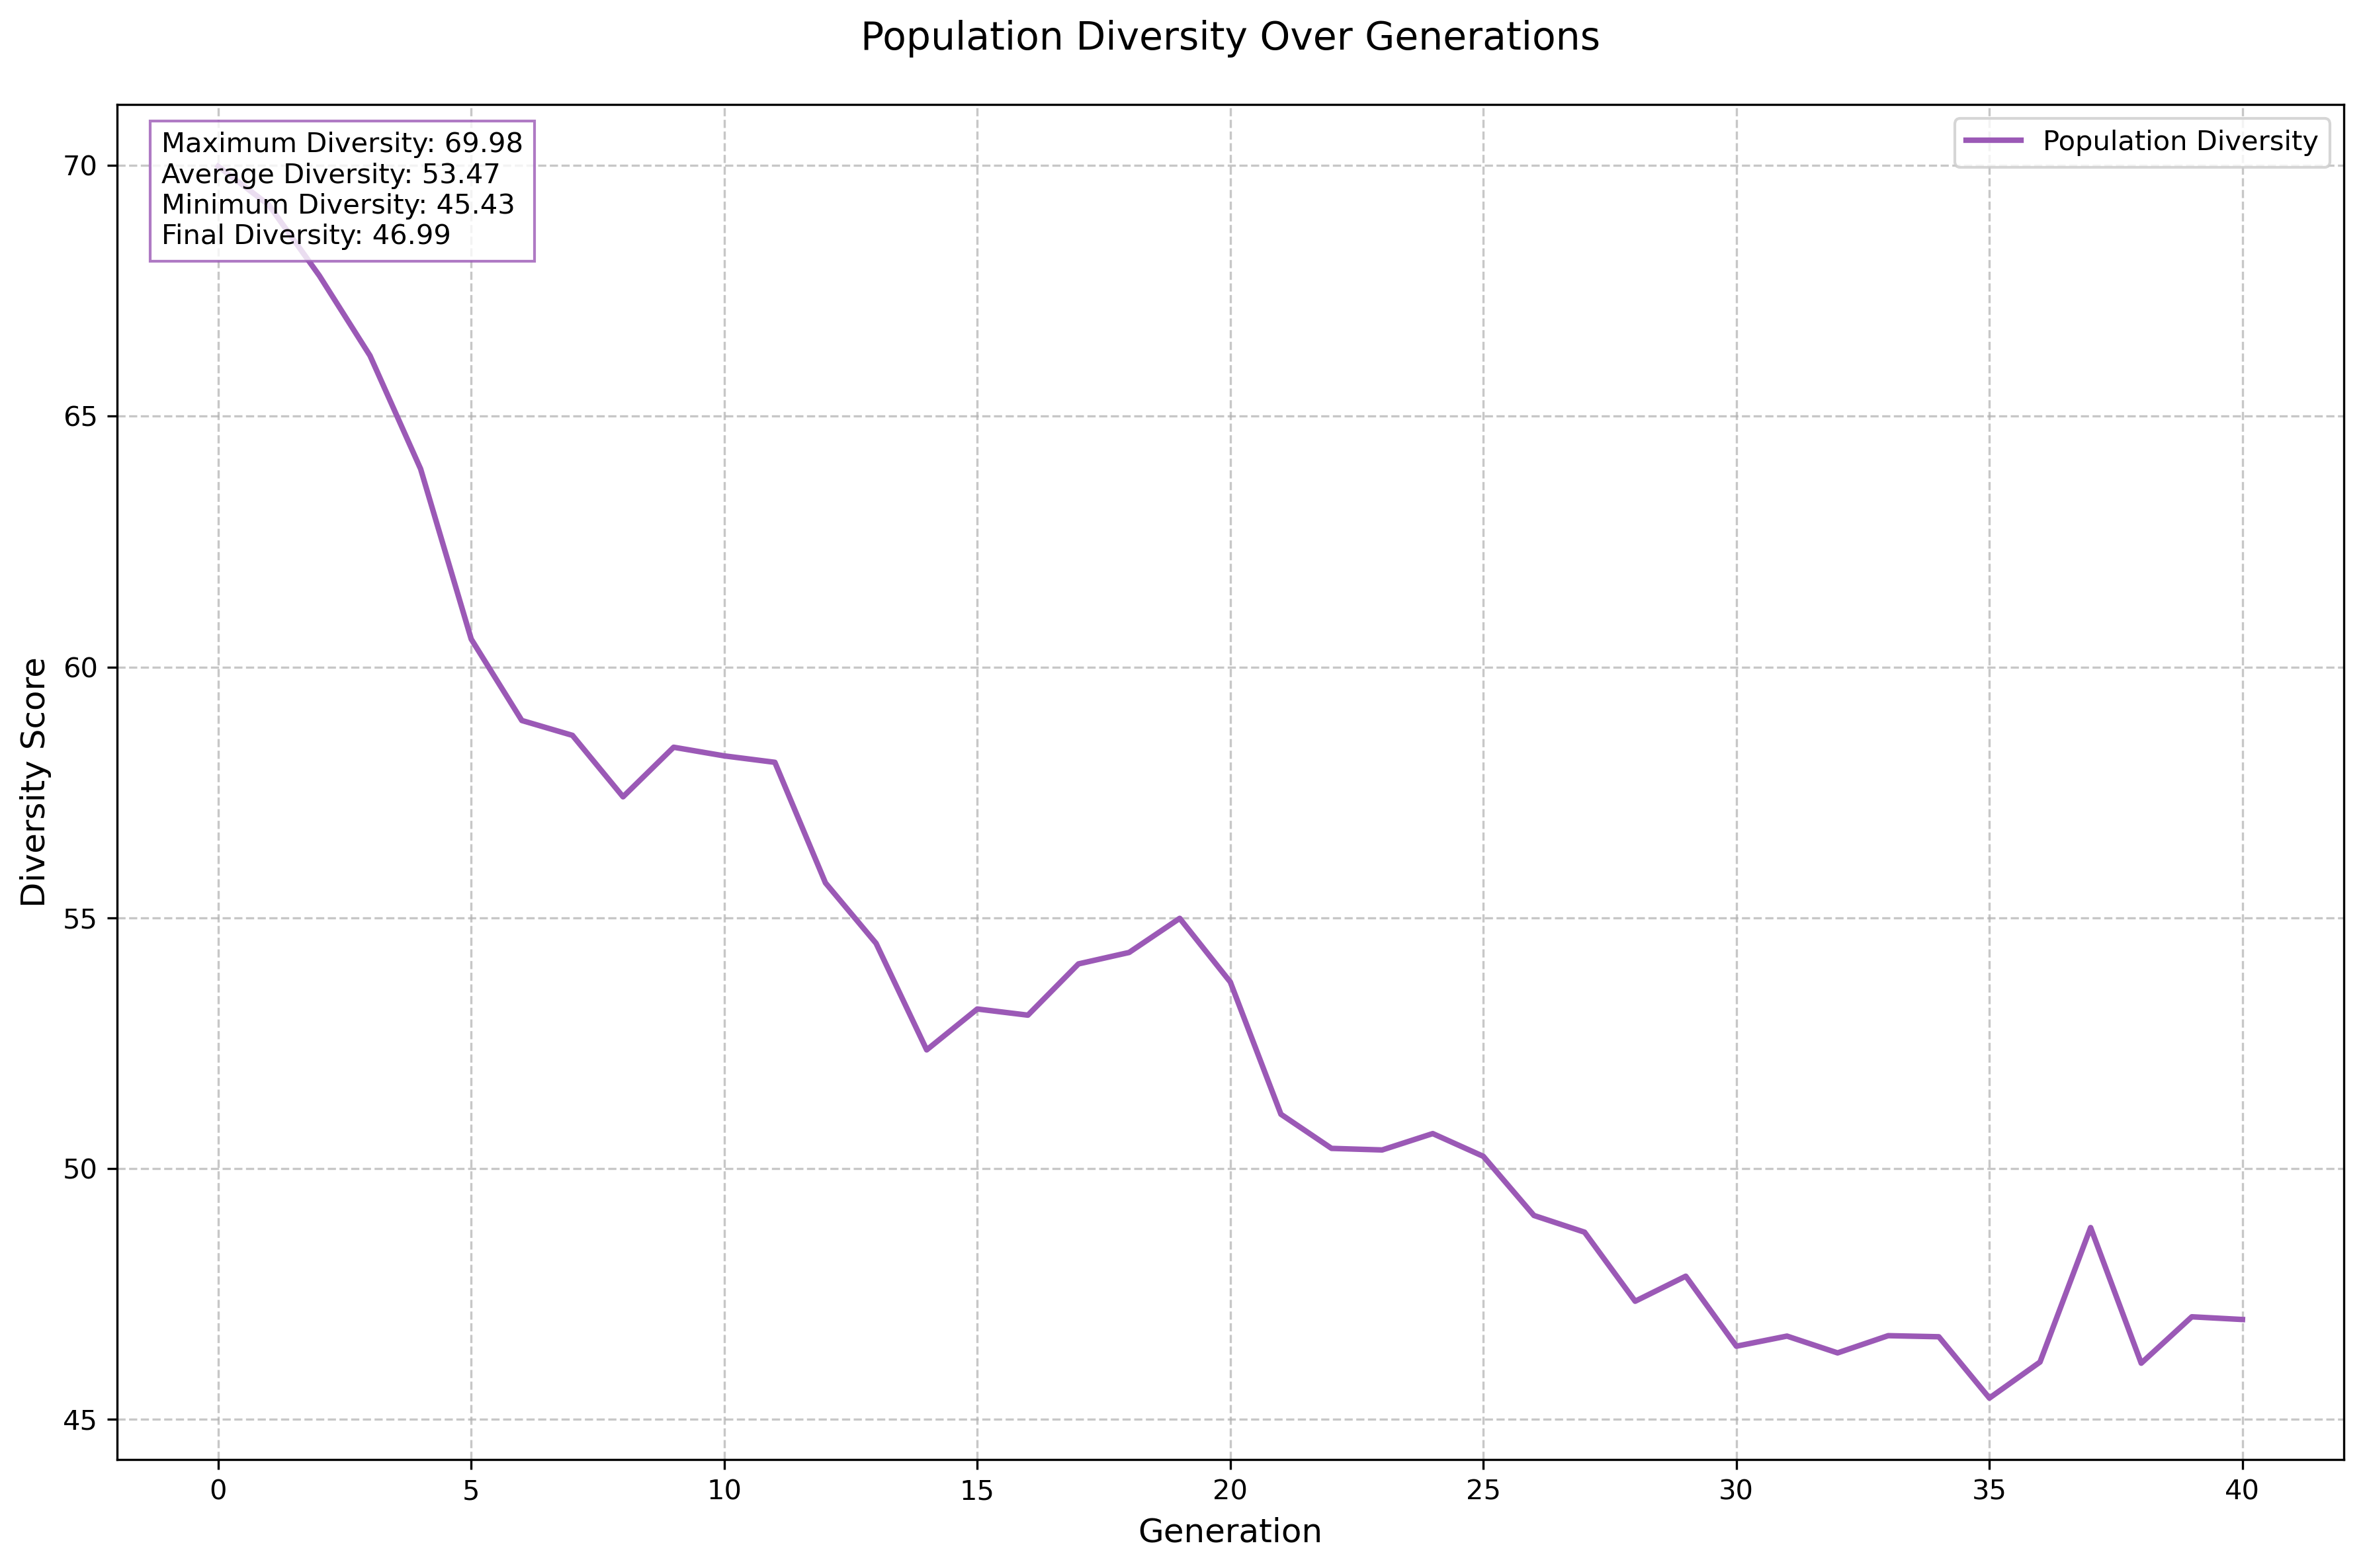 Population Diversity Over Generations
Maximum Diversity: 69.98
Average Diversity: 53.47
Minimum Diversity: 45.43
Final Diversity: 46.99
Population Diversity
Diversity Score
70
65
60
55
50
45
0 5 10 15 20 25 30 35 40
Generation